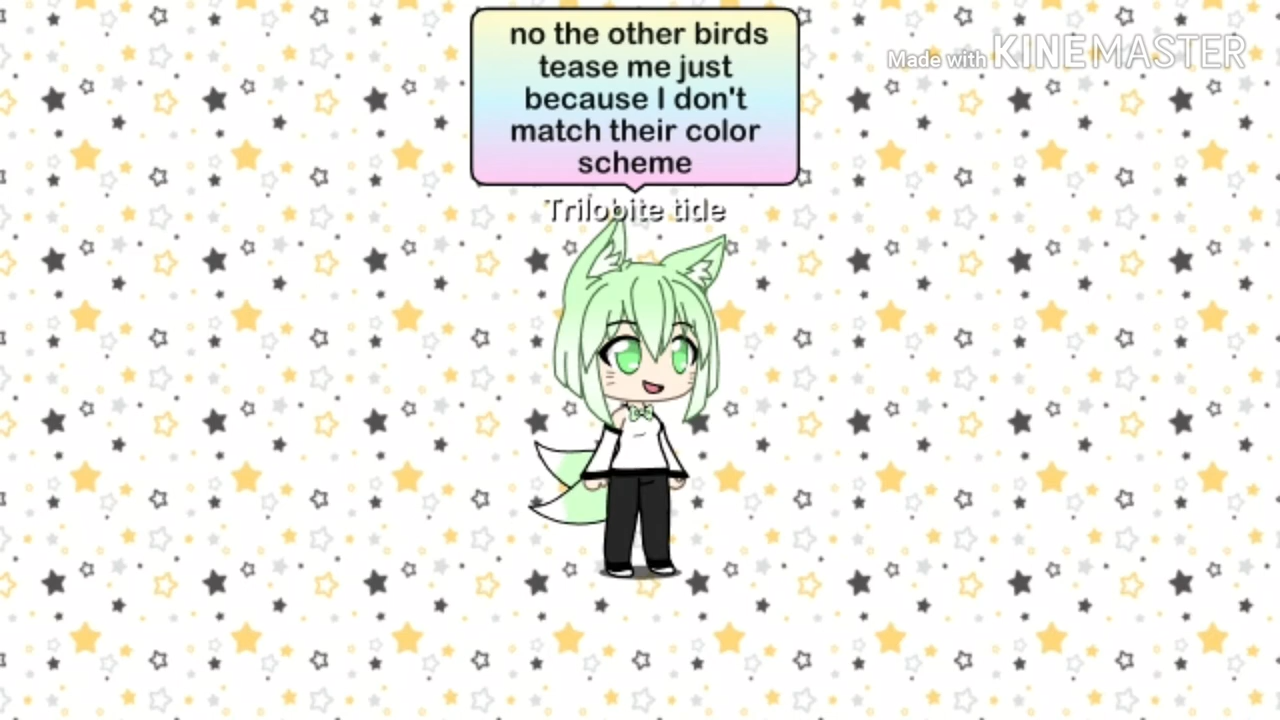 no the other birds
tease me just
because I don't
match their color
scheme
Made with KINEMASTER
Trilobite tide